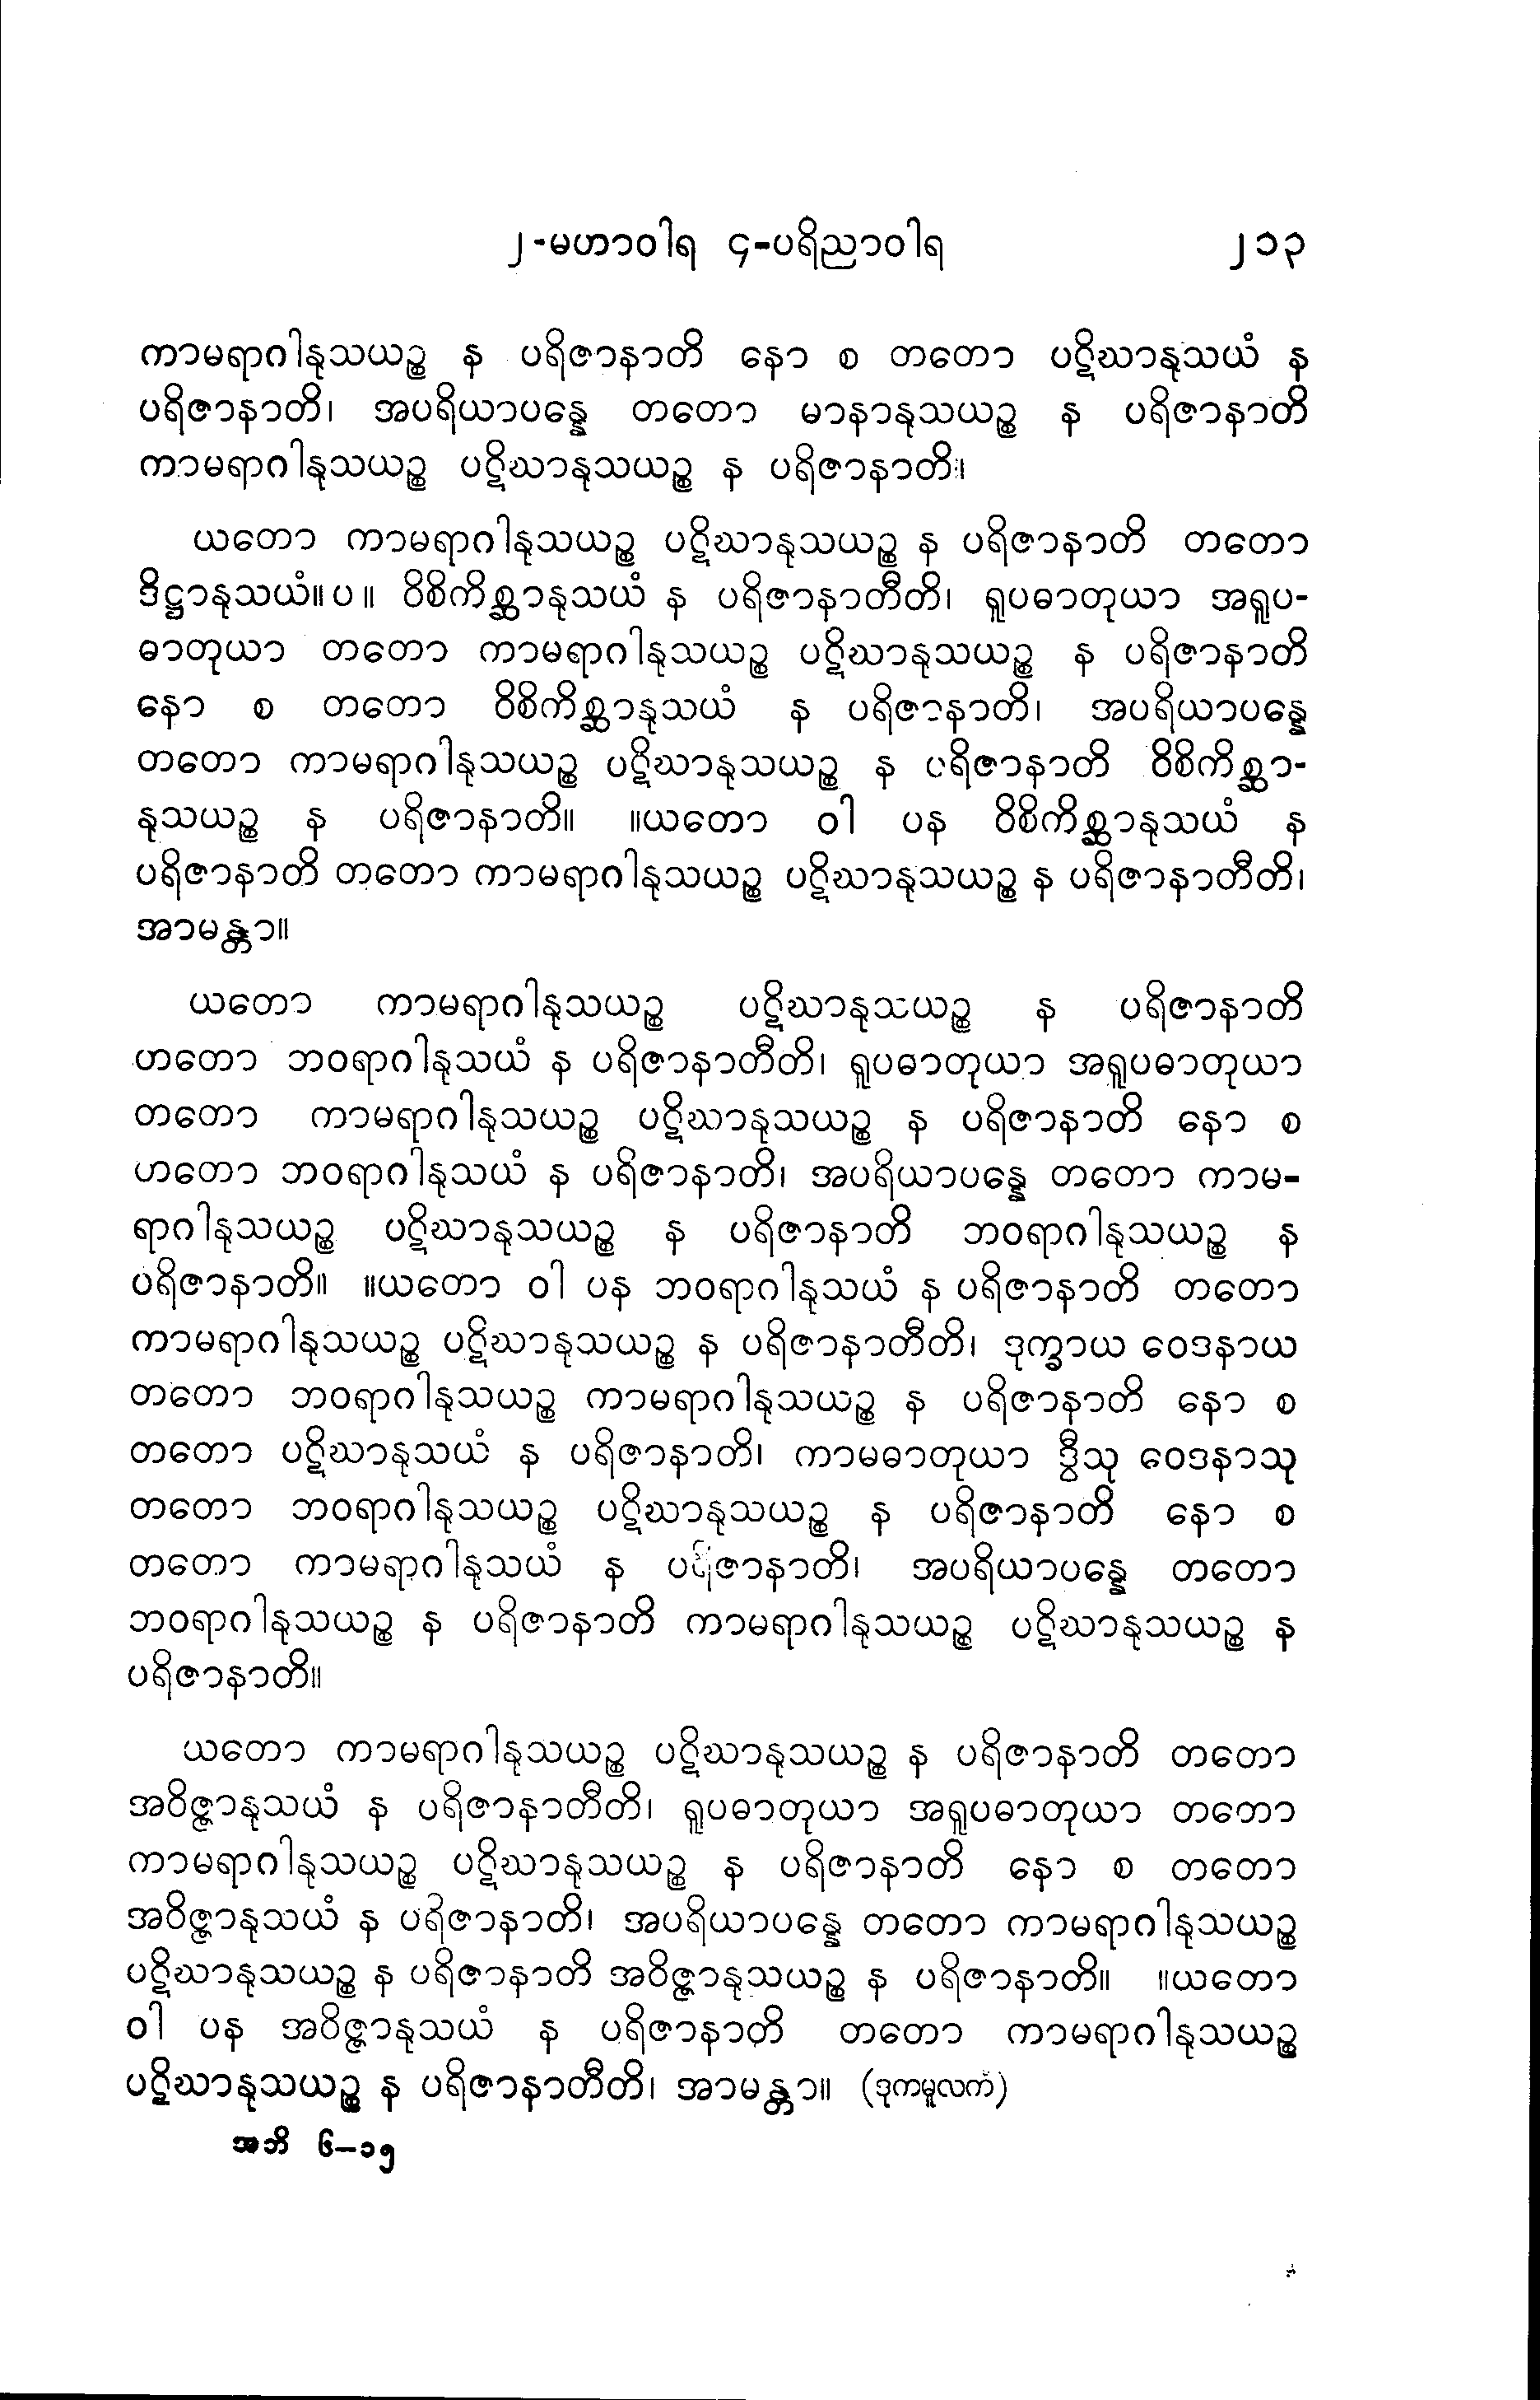 ၂-မဟာဝါရ ၄-ပရိညာဝါရ ၂၁၃
ကာမရာဂါနုသယဉ္စ န ပရိဇာနာတိ နော စ တတော ပဋိဃာနုသယံ န
ပရိဇာနာတိ၊ အပရိယာပန္နေ တတော မာနာနုသယဉ္စ န ပရိဇာနာတိ
ကာမရာဂါနုသယဉ္စ ပဋိဃာနုသယဉ္စ န ပရိဇာနာတိ။
ယတော ကာမရာဂါနုသယဉ္စ ပဋိဃာနုသယဉ္စ န ပရိဇာနာတိ တတော
ဒိဋ္ဌာနုသယံ။ပ။ ဝိစိကိစ္ဆာနုသယံ န ပရိဇာနာတီတိ၊ ရူပဓာတုယာ အရူပ-
ဓာတုယာ တတော ကာမရာဂါနုသယဉ္စ ပဋိဃာနုသယဉ္စ န ပရိဇာနာတိ
နော စ တတော ဝိစိကိစ္ဆာနုသယံ န ပရိဇာနာတိ၊ အပရိယာပန္နေ
တတော ကာမရာဂါနုသယဉ္စ ပဋိဃာနုသယဉ္စ န ပရိဇာနာတိ ဝိစိကိစ္ဆာ-
နုသယဉ္စ န ပရိဇာနာတိ။ ။ယတော ဝါ ပန ဝိစိကိစ္ဆာနုသယံ န
ပရိဇာနာတိ တတော ကာမရာဂါနုသယဉ္စ ပဋိဃာနုသယဉ္စ န ပရိဇာနာတီတိ၊
အာမန္တာ။
ယတော ကာမရာဂါနုသယဉ္စ ပဋိဃာနုသယဉ္စ န ပရိဇာနာတိ
တတော ဘဝရာဂါနုသယံ န ပရိဇာနာတီတိ၊ ရူပဓာတုယာ အရူပဓာတုယာ
တတော ကာမရာဂါနုသယဉ္စ ပဋိဃာနုသယဉ္စ န ပရိဇာနာတိ နော စ
တတော ဘဝရာဂါနုသယံ န ပရိဇာနာတိ၊ အပရိယာပန္နေ တတော ကာမ-
ရာဂါနုသယဉ္စ ပဋိဃာနုသယဉ္စ န ပရိဇာနာတိ ဘဝရာဂါနုသယဉ္စ န
ပရိဇာနာတိ။ ။ယတော ဝါ ပန ဘဝရာဂါနုသယံ န ပရိဇာနာတိ တတော
ကာမရာဂါနုသယဉ္စ ပဋိဃာနုသယဉ္စ န ပရိဇာနာတီတိ၊ ဒုက္ခာယ ဝေဒနာယ
တတော ဘဝရာဂါနုသယဉ္စ ကာမရာဂါနုသယဉ္စ န ပရိဇာနာတိ နော စ
တတော ပဋိဃာနုသယံ န ပရိဇာနာတိ၊ ကာမဓာတုယာ ဒွီသု ဝေဒနာသု
တတော ဘဝရာဂါနုသယဉ္စ ပဋိဃာနုသယဉ္စ န ပရိဇာနာတိ နော စ
တတော ကာမရာဂါနုသယံ န ပရိဇာနာတိ၊ အပရိယာပန္နေ တတော
ဘဝရာဂါနုသယဉ္စ န ပရိဇာနာတိ ကာမရာဂါနုသယဉ္စ ပဋိဃာနုသယဉ္စ န
ပရိဇာနာတိ။
ယတော ကာမရာဂါနုသယဉ္စ ပဋိဃာနုသယဉ္စ န ပရိဇာနာတိ တတော
အဝိဇ္ဇာနုသယံ န ပရိဇာနာတီတိ၊ ရူပဓာတုယာ အရူပဓာတုယာ တတော
ကာမရာဂါနုသယဉ္စ ပဋိဃာနုသယဉ္စ န ပရိဇာနာတိ နော စ တတော
အဝိဇ္ဇာနုသယံ န ပရိဇာနာတိ၊ အပရိယာပန္နေ တတော ကာမရာဂါနုသယဉ္စ
ပဋိဃာနုသယဉ္စ န ပရိဇာနာတိ အဝိဇ္ဇာနုသယဉ္စ န ပရိဇာနာတိ။ ။ယတော
ဝါ ပန အဝိဇ္ဇာနုသယံ န ပရိဇာနာတိ တတော ကာမရာဂါနုသယဉ္စ
ပဋိဃာနုသယဉ္စ န ပရိဇာနာတီတိ၊ အာမန္တာ။ (ဒုကမူလကံ)
အဘိ ၆–၁၅